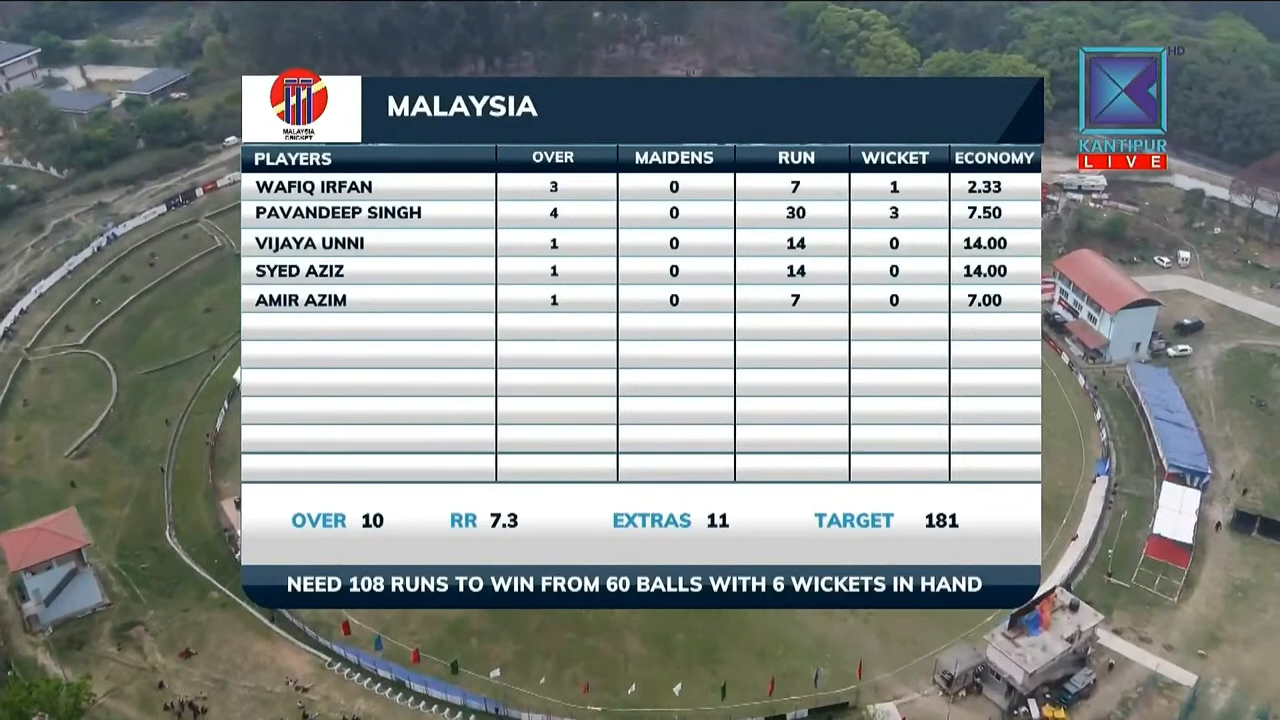 MALAYSIA
MALAYSIA
CRICKET
HD
KANTIPUR
LIVE
PLAYERS OVER MAIDENS RUN WICKET ECONOMY
WAFIQ IRFAN 3 0 7 1 2.33
PAVANDEEP SINGH 4 0 30 3 7.50
VIJAYA UNNI 1 0 14 0 14.00
SYED AZIZ 1 0 14 0 14.00
AMIR AZIM 1 0 7 0 7.00
OVER 10 RR 7.3 EXTRAS 11 TARGET 181
NEED 108 RUNS TO WIN FROM 60 BALLS WITH 6 WICKETS IN HAND